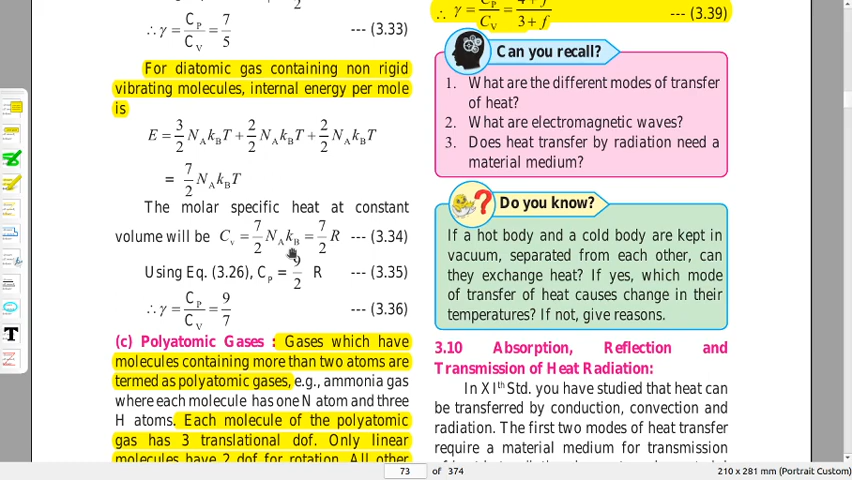 2
∴ γ = C_P / C_V = 7 / 5 --- (3.33)
For diatomic gas containing non rigid
vibrating molecules, internal energy per mole
is
E = 3/2 N_A k_B T + 2/2 N_A k_B T + 2/2 N_A k_B T
= 7/2 N_A k_B T
The molar specific heat at constant
volume will be C_v = 7/2 N_A k_B = 7/2 R --- (3.34)
Using Eq. (3.26), C_P = 9/2 R --- (3.35)
∴ γ = C_P / C_V = 9 / 7 --- (3.36)
(c) Polyatomic Gases : Gases which have
molecules containing more than two atoms are
termed as polyatomic gases, e.g., ammonia gas
where each molecule has one N atom and three
H atoms. Each molecule of the polyatomic
gas has 3 translational dof. Only linear
molecules have 2 dof for rotation. All other
∴ γ = C_P / C_V = 4 + f / 3 + f --- (3.39)
Can you recall?
1. What are the different modes of transfer
of heat?
2. What are electromagnetic waves?
3. Does heat transfer by radiation need a
material medium?
Do you know?
If a hot body and a cold body are kept in
vacuum, separated from each other, can
they exchange heat? If yes, which mode
of transfer of heat causes change in their
temperatures? If not, give reasons.
3.10 Absorption, Reflection and
Transmission of Heat Radiation:
In XIth Std. you have studied that heat can
be transferred by conduction, convection and
radiation. The first two modes of heat transfer
require a material medium for transmission
T
73 of 374
210 x 281 mm (Portrait Custom)